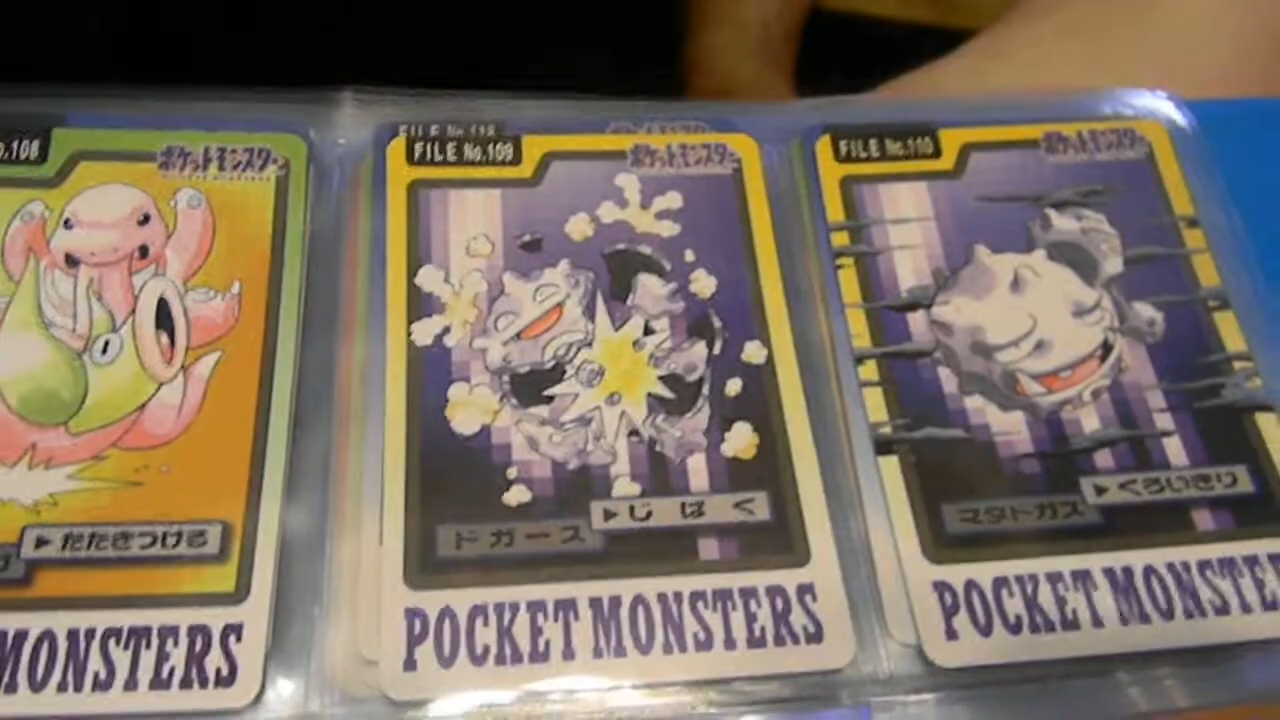 o.108
ポケットモンスター
▶たたきつける
MONSTERS
FILE No.118
FILE No.109
ポケットモンスター
▶じばく
ドガース
POCKET MONSTERS
FILE No.110
ポケットモンスター
▶くろいきり
マタドガス
POCKET MONSTE